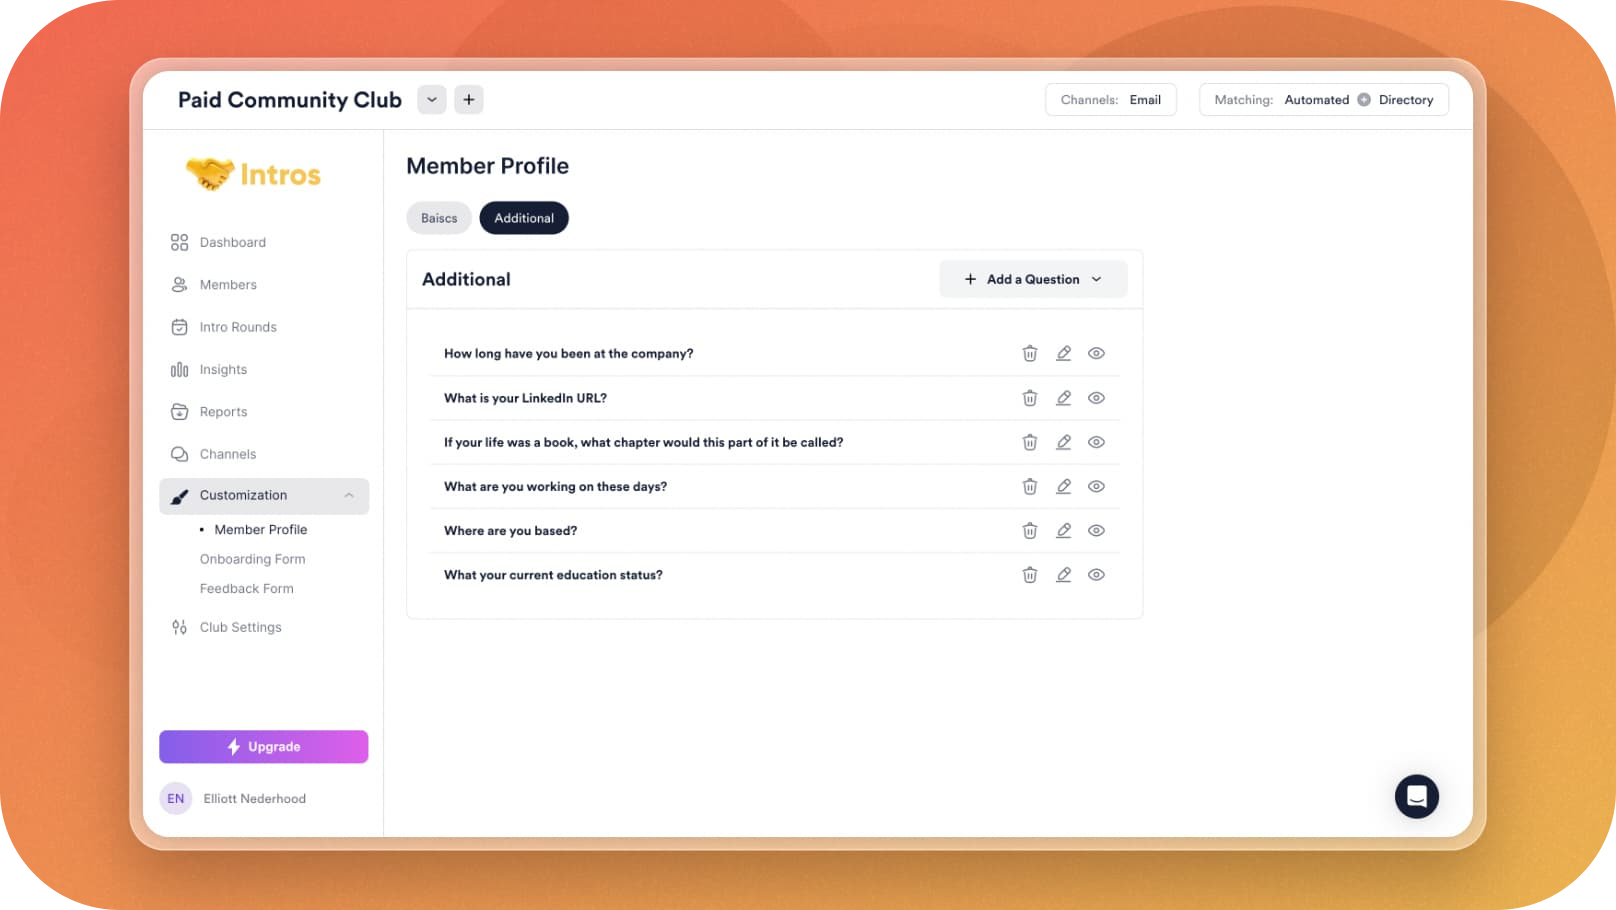 Paid Community Club
Channels: Email
Matching: Automated Directory
Intros
Dashboard
Members
Intro Rounds
Insights
Reports
Channels
Customization
Member Profile
Onboarding Form
Feedback Form
Club Settings
Upgrade
EN Elliott Nederhood
Member Profile
Baiscs Additional
Additional
+ Add a Question
How long have you been at the company?
What is your LinkedIn URL?
If your life was a book, what chapter would this part of it be called?
What are you working on these days?
Where are you based?
What your current education status?